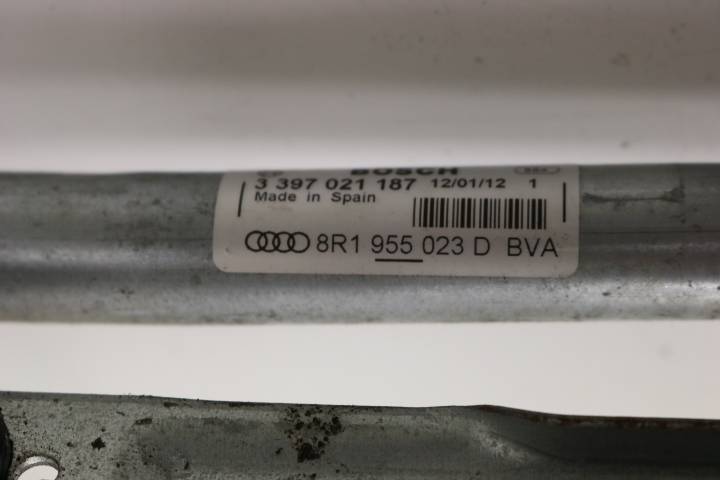 BOSCH
3 397 021 187 12/01/12 1
Made in Spain
8R1 955 023 D BVA